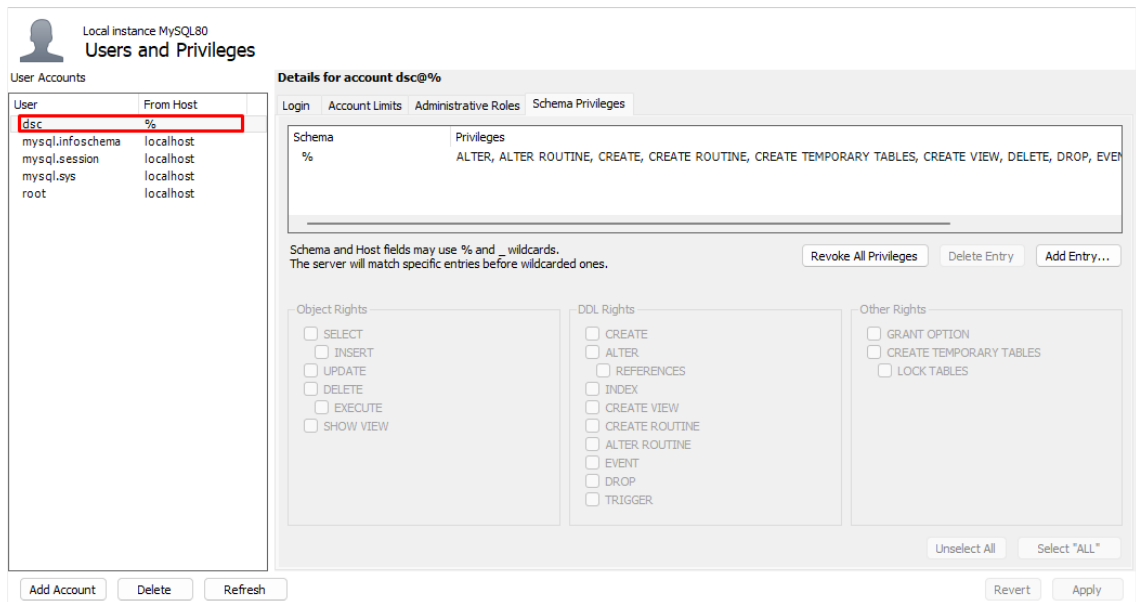 Local instance MySQL80
Users and Privileges
User Accounts
User From Host
dsc %
mysql.infoschema localhost
mysql.session localhost
mysql.sys localhost
root localhost
Add Account Delete Refresh
Details for account dsc@%
Login Account Limits Administrative Roles Schema Privileges
Schema Privileges
% ALTER, ALTER ROUTINE, CREATE, CREATE ROUTINE, CREATE TEMPORARY TABLES, CREATE VIEW, DELETE, DROP, EVEN
Schema and Host fields may use % and _ wildcards.
The server will match specific entries before wildcarded ones.
Revoke All Privileges Delete Entry Add Entry...
Object Rights
SELECT
INSERT
UPDATE
DELETE
EXECUTE
SHOW VIEW
DDL Rights
CREATE
ALTER
REFERENCES
INDEX
CREATE VIEW
CREATE ROUTINE
ALTER ROUTINE
EVENT
DROP
TRIGGER
Other Rights
GRANT OPTION
CREATE TEMPORARY TABLES
LOCK TABLES
Unselect All Select "ALL"
Revert Apply